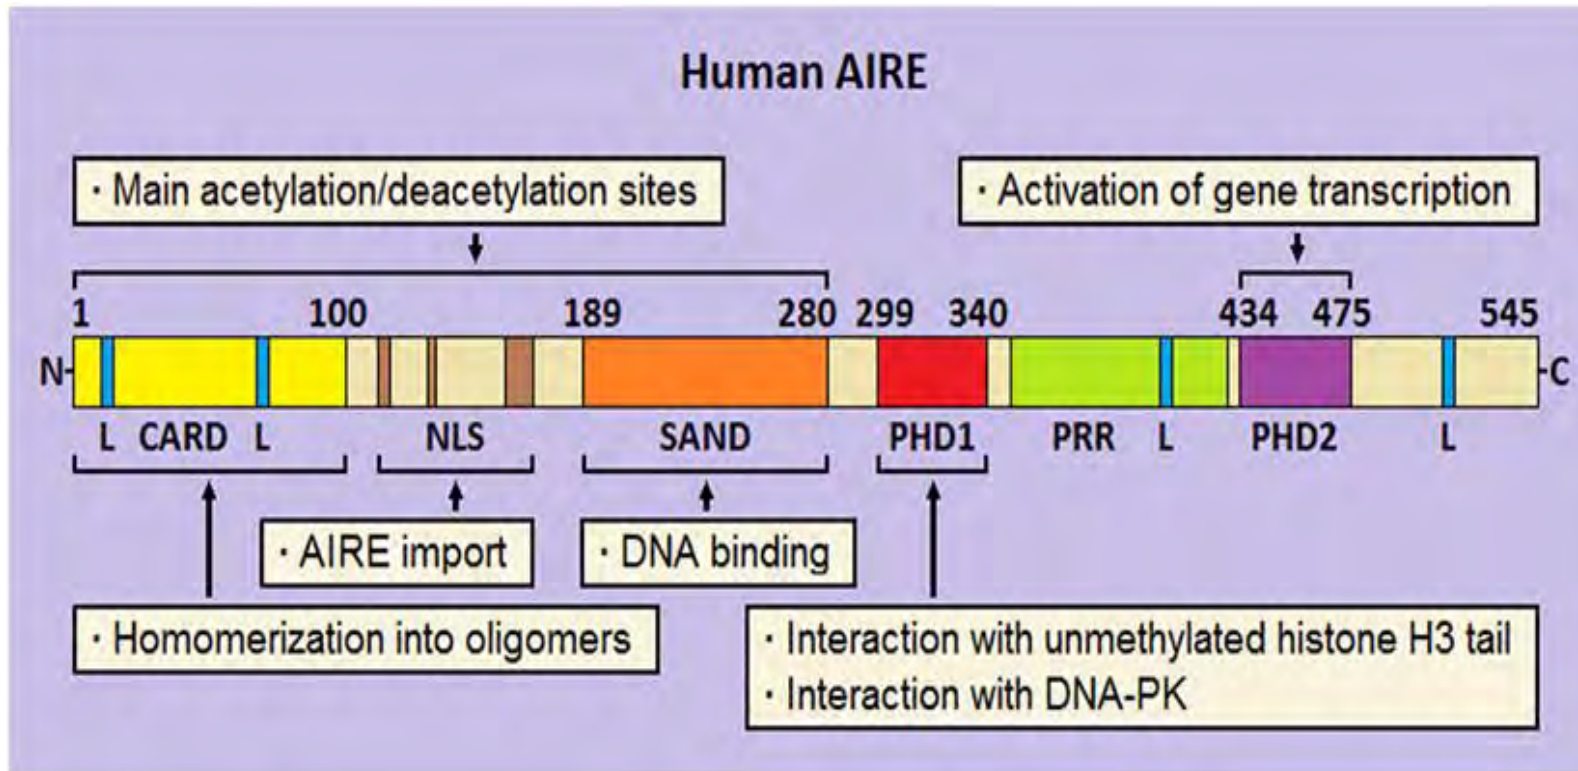 Human AIRE
· Main acetylation/deacetylation sites
· Activation of gene transcription
1 100 189 280 299 340 434 475 545
N C
L CARD L NLS SAND PHD1 PRR L PHD2 L
· AIRE import
· DNA binding
· Homomerization into oligomers
· Interaction with unmethylated histone H3 tail
· Interaction with DNA-PK